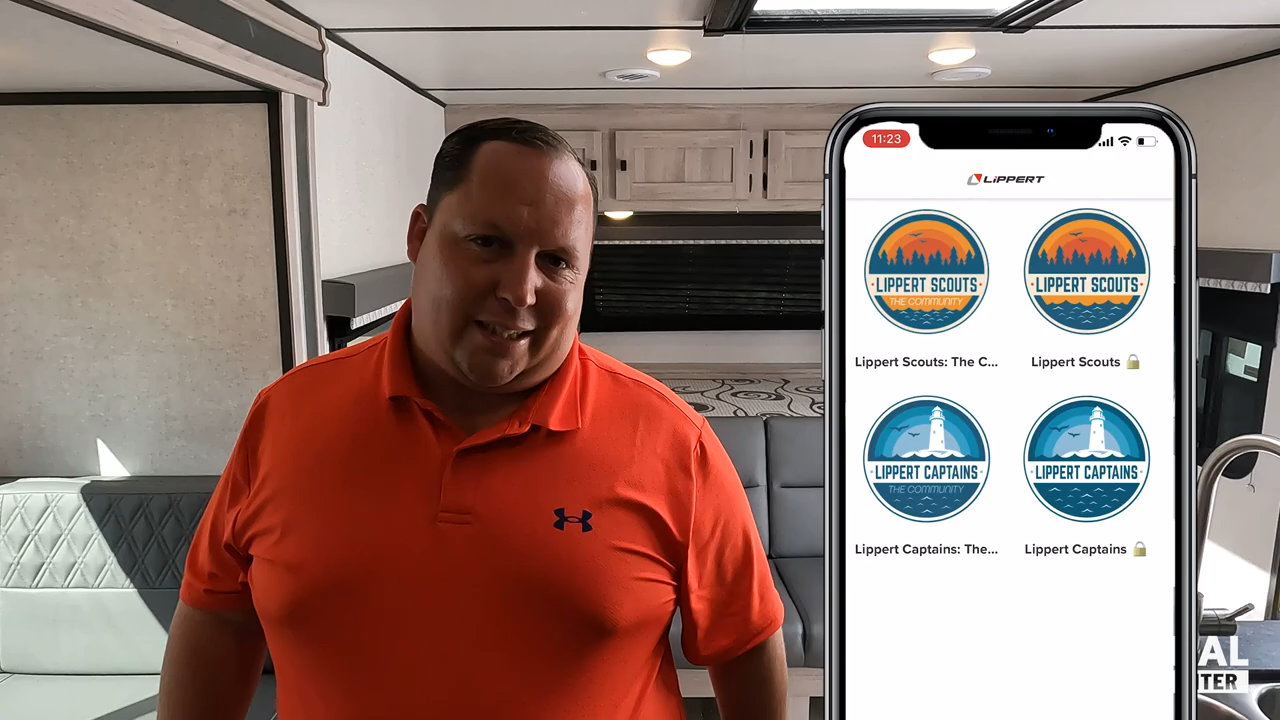 11:23
LIPPERT
LIPPERT SCOUTS
THE COMMUNITY
LIPPERT SCOUTS
Lippert Scouts: The C...
Lippert Scouts
LIPPERT CAPTAINS
THE COMMUNITY
LIPPERT CAPTAINS
Lippert Captains: The...
Lippert Captains
AL
TER